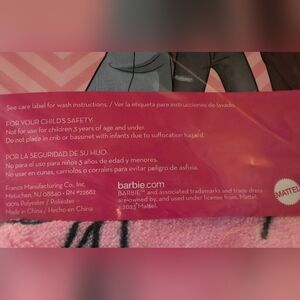 See care label for wash instructions. / Ver la etiqueta para instrucciones de lavado.
FOR YOUR CHILD'S SAFETY.
Not for use for children 3 years of age and under.
Do not place in crib or bassinet with infants due to suffocation hazard.
POR LA SEGURIDAD DE SU HIJO.
No para el uso para niños 3 años de edad y menores.
No usar en cunas, carriolas o corrales para evitar peligro de asfixia.
Franco Manufacturing Co., Inc.
Metuchen, NJ 08840 • RN #22682
100% Polyester / Poliéster
Made in China / Hecho en China
barbie.com
BARBIE™ and associated trademarks and trade dress
are owned by, and used under license from, Mattel.
©2023 Mattel.
MATTEL